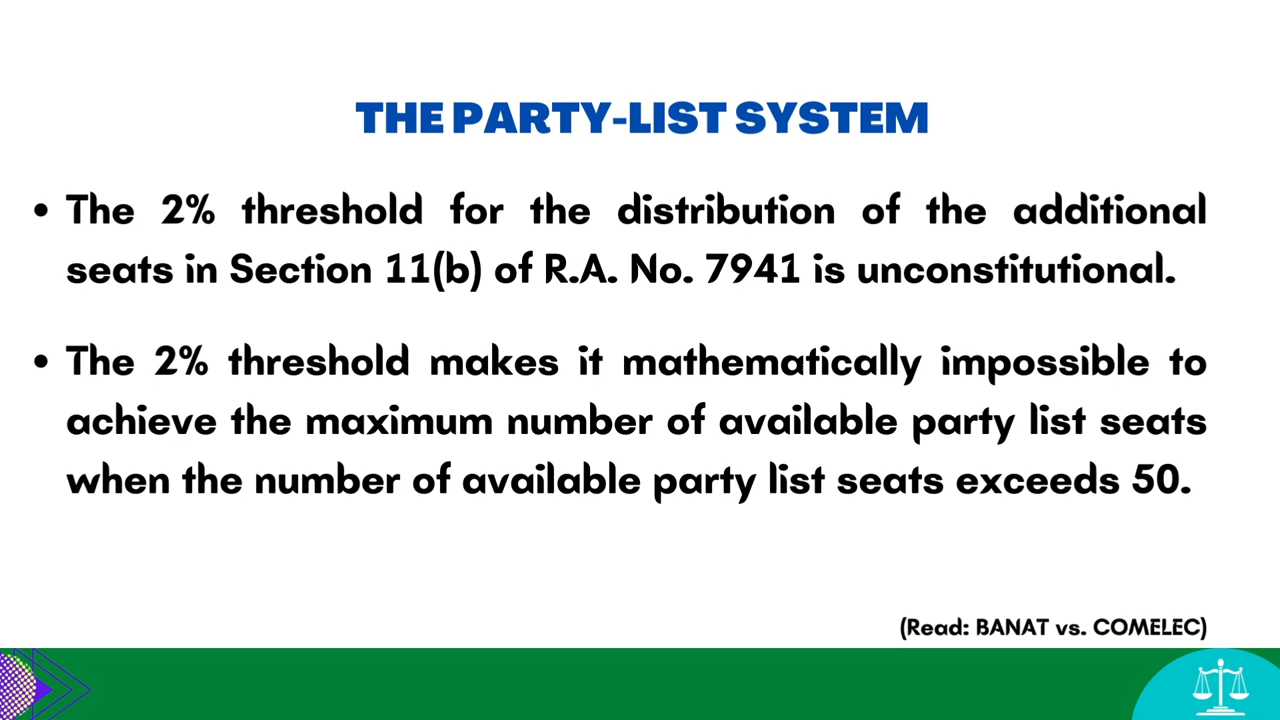 THE PARTY-LIST SYSTEM
• The 2% threshold for the distribution of the additional
seats in Section 11(b) of R.A. No. 7941 is unconstitutional.
• The 2% threshold makes it mathematically impossible to
achieve the maximum number of available party list seats
when the number of available party list seats exceeds 50.
(Read: BANAT vs. COMELEC)